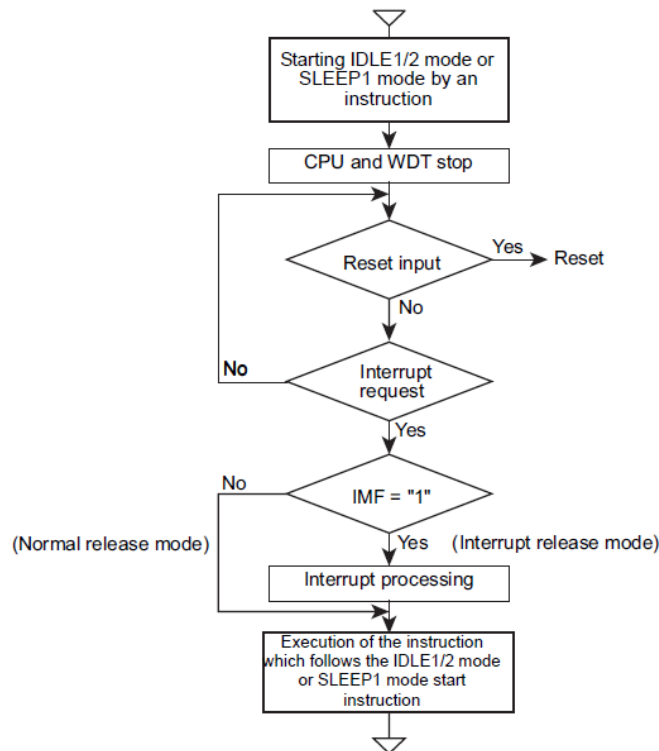 Starting IDLE1/2 mode or
SLEEP1 mode by an
instruction
CPU and WDT stop
Reset input
Yes
Reset
No
No
Interrupt
request
Yes
No
IMF = "1"
(Normal release mode)
Yes
(Interrupt release mode)
Interrupt processing
Execution of the instruction
which follows the IDLE1/2 mode
or SLEEP1 mode start
instruction